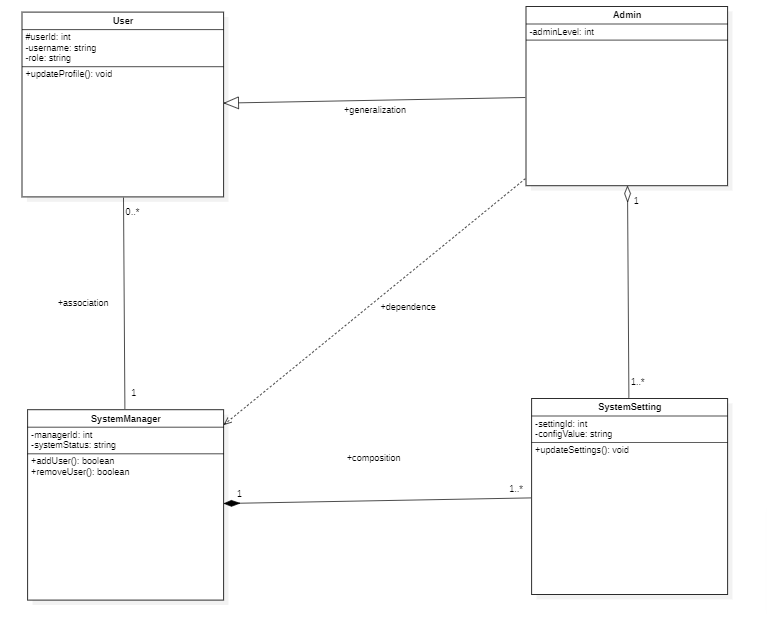 User
#userId: int
-username: string
-role: string
+updateProfile(): void
Admin
-adminLevel: int
+generalization
0..*
1
+association
+dependence
1
1..*
SystemManager
-managerId: int
-systemStatus: string
+addUser(): boolean
+removeUser(): boolean
SystemSetting
-settingId: int
-configValue: string
+updateSettings(): void
+composition
1
1..*